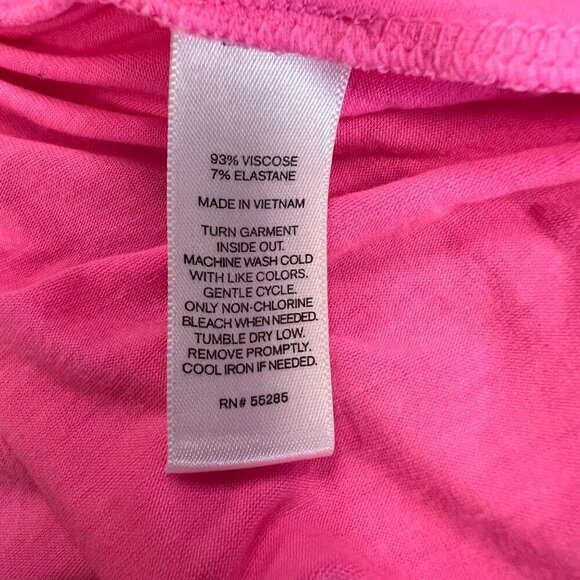 93% VISCOSE
7% ELASTANE
MADE IN VIETNAM
TURN GARMENT
INSIDE OUT.
MACHINE WASH COLD
WITH LIKE COLORS.
GENTLE CYCLE.
ONLY NON-CHLORINE
BLEACH WHEN NEEDED.
TUMBLE DRY LOW.
REMOVE PROMPTLY.
COOL IRON IF NEEDED.
RN# 55285